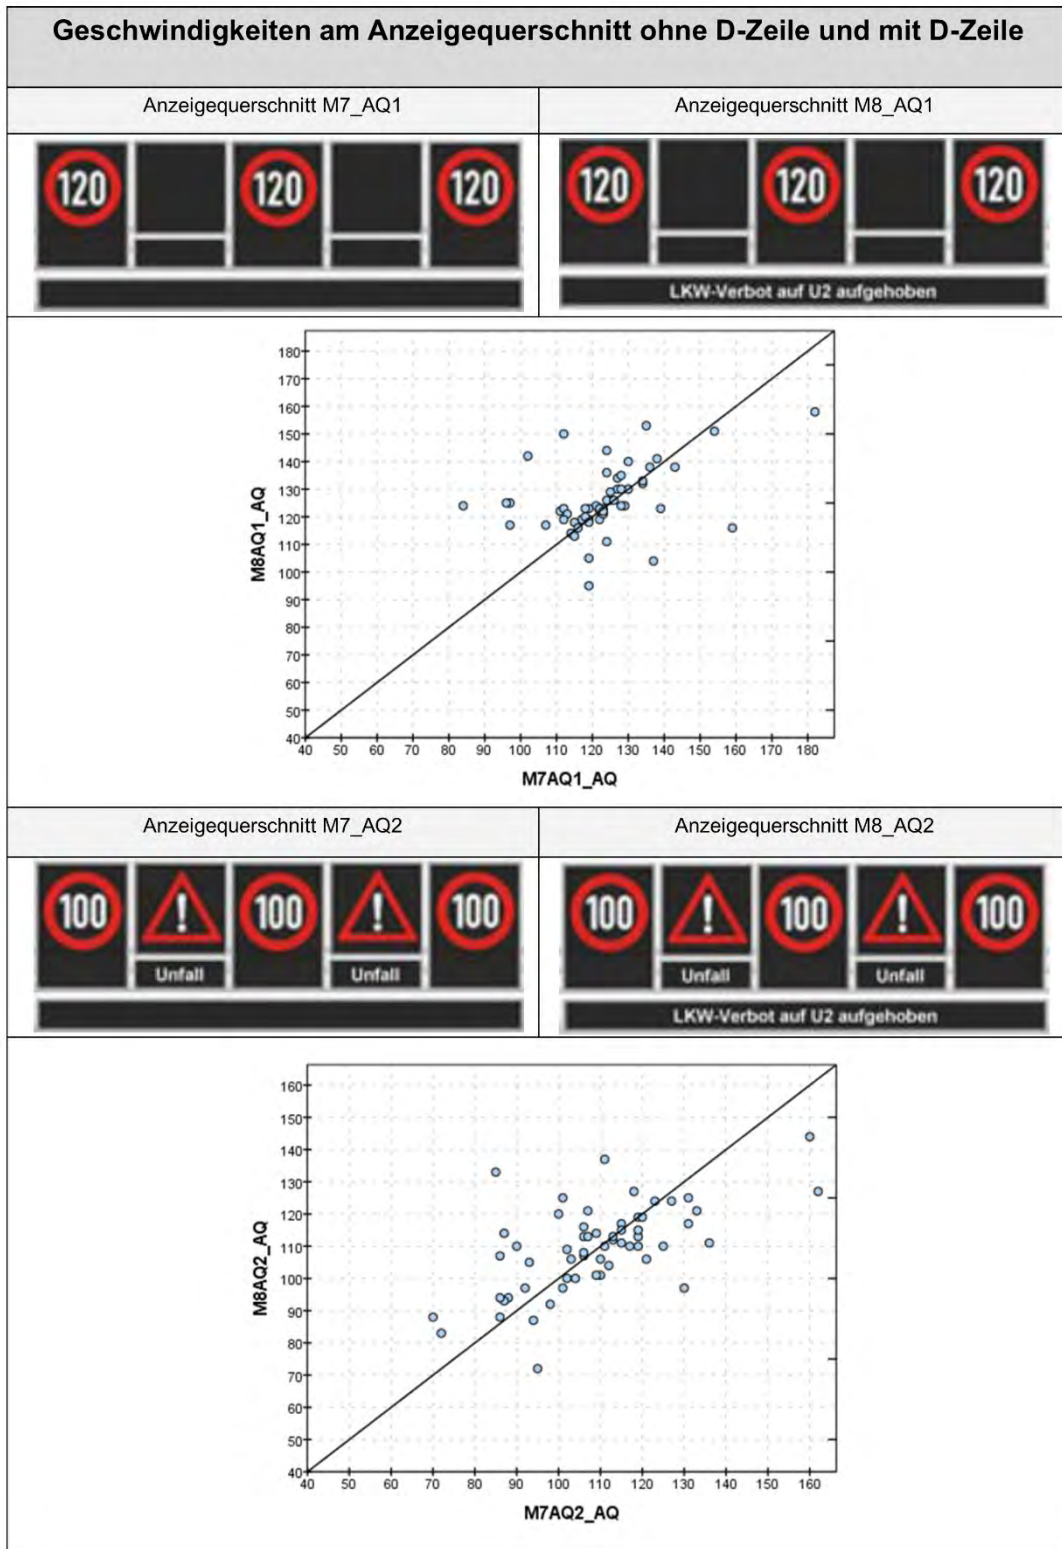 Geschwindigkeiten am Anzeigequerschnitt ohne D-Zeile und mit D-Zeile
Anzeigequerschnitt M7_AQ1 Anzeigequerschnitt M8_AQ1
120 120 120 120 120 120
LKW-Verbot auf U2 aufgehoben
180
170
160
150
140
130
120
110
100
90
80
70
60
50
40
M8AQ1_AQ
40 50 60 70 80 90 100 110 120 130 140 150 160 170 180
M7AQ1_AQ
Anzeigequerschnitt M7_AQ2 Anzeigequerschnitt M8_AQ2
100 ! 100 ! 100 100 ! 100 ! 100
Unfall Unfall Unfall Unfall
LKW-Verbot auf U2 aufgehoben
160
150
140
130
120
110
100
90
80
70
60
50
40
M8AQ2_AQ
40 50 60 70 80 90 100 110 120 130 140 150 160
M7AQ2_AQ